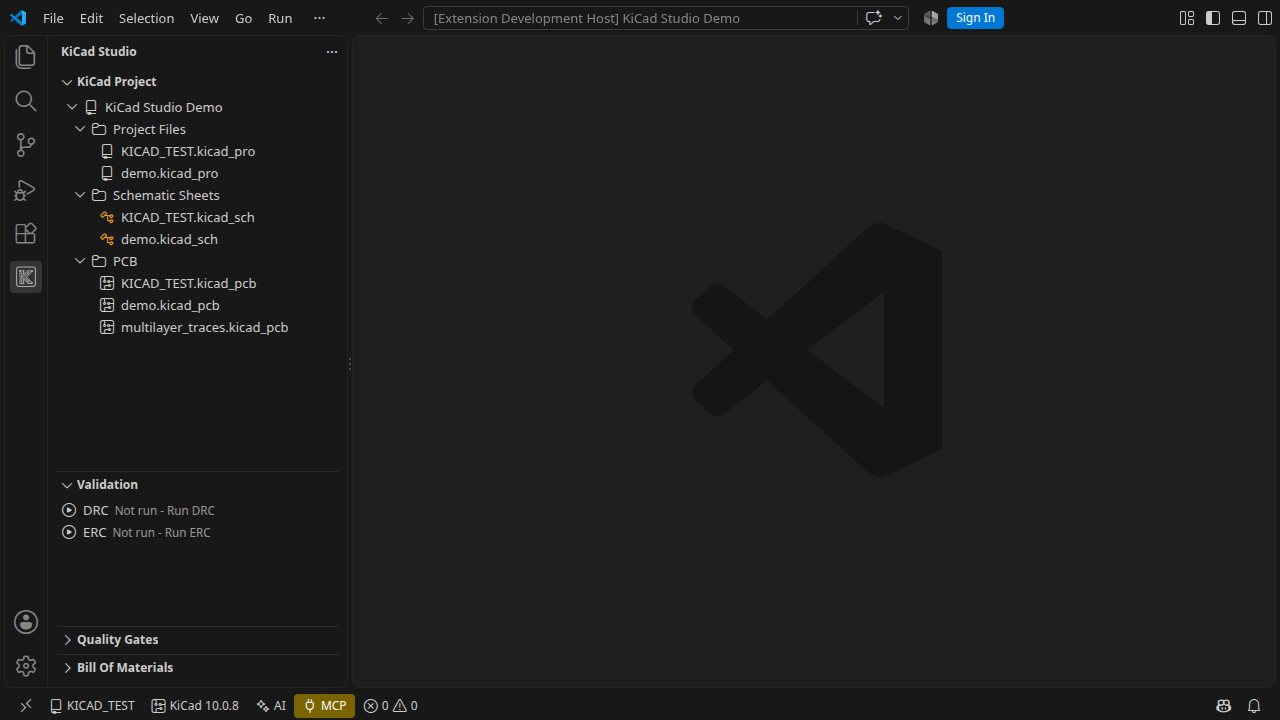 File Edit Selection View Go Run ··· [Extension Development Host] KiCad Studio Demo Sign In
KiCad Studio
KiCad Project
KiCad Studio Demo
Project Files
KICAD_TEST.kicad_pro
demo.kicad_pro
Schematic Sheets
KICAD_TEST.kicad_sch
demo.kicad_sch
PCB
KICAD_TEST.kicad_pcb
demo.kicad_pcb
multilayer_traces.kicad_pcb
Validation
DRC Not run - Run DRC
ERC Not run - Run ERC
Quality Gates
Bill Of Materials
KICAD_TEST KiCad 10.0.8 AI MCP 0 0